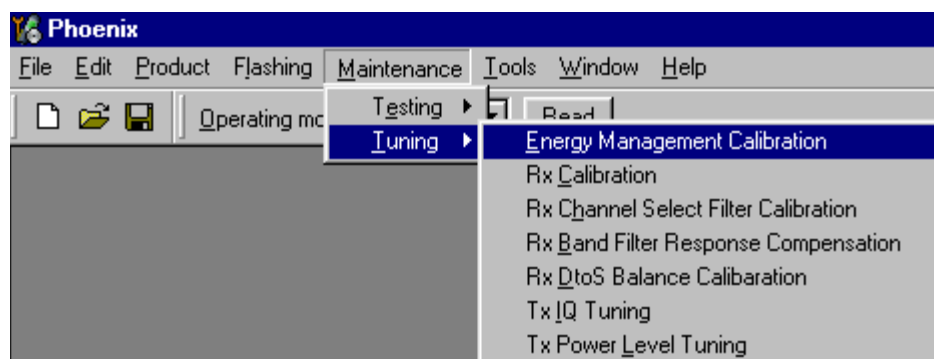 Phoenix
File Edit Product Flashing Maintenance Tools Window Help
Operating mo
Testing
Read
Tuning
Energy Management Calibration
Rx Calibration
Rx Channel Select Filter Calibration
Rx Band Filter Response Compensation
Rx DtoS Balance Calibaration
Tx IQ Tuning
Tx Power Level Tuning